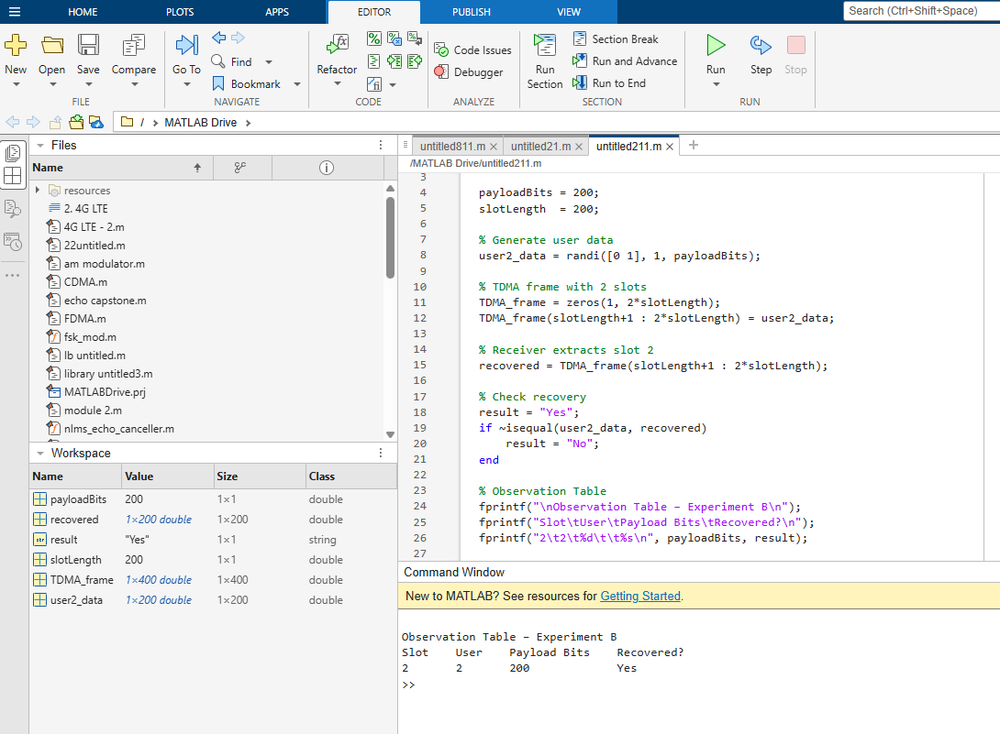 HOME PLOTS APPS EDITOR PUBLISH VIEW Search (Ctrl+Shift+Space)
New Open Save Compare
FILE
Go To Find Bookmark
NAVIGATE
Refactor
CODE
Code Issues
Debugger
ANALYZE
Run Section
Section Break
Run and Advance
Run to End
SECTION
Run Step Stop
RUN
/ › MATLAB Drive ›
Files
Name
resources
2. 4G LTE
4G LTE - 2.m
22untitled.m
am modulator.m
CDMA.m
echo capstone.m
FDMA.m
fsk_mod.m
lb untitled.m
library untitled3.m
MATLABDrive.prj
module 2.m
nlms_echo_canceller.m
Workspace
Name Value Size Class
payloadBits 200 1×1 double
recovered 1×200 double 1×200 double
result "Yes" 1×1 string
slotLength 200 1×1 double
TDMA_frame 1×400 double 1×400 double
user2_data 1×200 double 1×200 double
untitled811.m × untitled21.m × untitled211.m × +
/MATLAB Drive/untitled211.m
3
4 payloadBits = 200;
5 slotLength  = 200;
6
7 % Generate user data
8 user2_data = randi([0 1], 1, payloadBits);
9
10 % TDMA frame with 2 slots
11 TDMA_frame = zeros(1, 2*slotLength);
12 TDMA_frame(slotLength+1 : 2*slotLength) = user2_data;
13
14 % Receiver extracts slot 2
15 recovered = TDMA_frame(slotLength+1 : 2*slotLength);
16
17 % Check recovery
18 result = "Yes";
19 if ~isequal(user2_data, recovered)
20     result = "No";
21 end
22
23 % Observation Table
24 fprintf("\nObservation Table – Experiment B\n");
25 fprintf("Slot\tUser\tPayload Bits\tRecovered?\n");
26 fprintf("2\t2\t%d\t\t%s\n", payloadBits, result);
27
Command Window
New to MATLAB? See resources for Getting Started.
Observation Table – Experiment B
Slot User Payload Bits Recovered?
2 2 200 Yes
>>